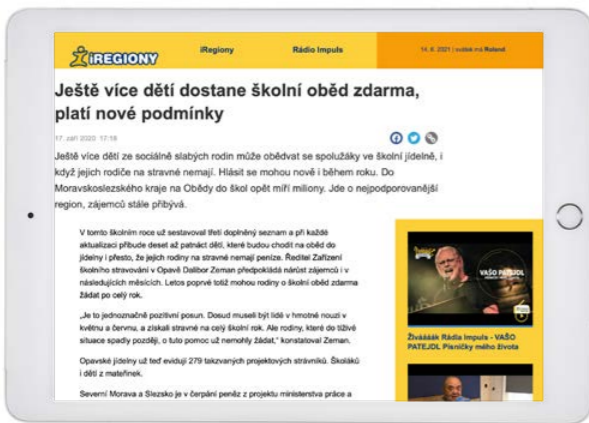 iREGIONY
iRegiony
Rádio Impuls
14. 6. 2021 | svátek má Roland
Ještě více dětí dostane školní oběd zdarma,
platí nové podmínky
17. září 2020 17:18
Ještě více dětí ze sociálně slabých rodin může obědvat se spolužáky ve školní jídelně, i
když jejich rodiče na stravné nemají. Hlásit se mohou nově i během roku. Do
Moravskoslezského kraje na Obědy do škol opět míří miliony. Jde o nejpodporovanější
region, zájemců stále přibývá.
V tomto školním roce už sestavoval třetí doplněný seznam a při každé
aktualizaci přibude deset až patnáct dětí, které budou chodit na oběd do
jídelny i přesto, že jejich rodiny na stravné nemají peníze. Ředitel Zařízení
školního stravování v Opavě Dalibor Zeman předpokládá nárůst zájemců i v
následujících měsících. Letos poprvé totiž mohou rodiny o školní oběd zdarma
žádat po celý rok.
„Je to jednoznačně pozitivní posun. Dosud museli být lidé v hmotné nouzi v
květnu a červnu, a získali stravné na celý školní rok. Ale rodiny, které do tíživé
situace spadly později, o tuto pomoc už nemohly žádat,“ konstatoval Zeman.
Opavské jídelny už teď evidují 279 takzvaných projektových strávníků. Školáků
i dětí z mateřinek.
Severní Morava a Slezsko je v čerpání peněz z projektu ministerstva práce a
VAŠO PATEJDL
Živááák Rádia Impuls - VAŠO
PATEJDL Písničky mého života